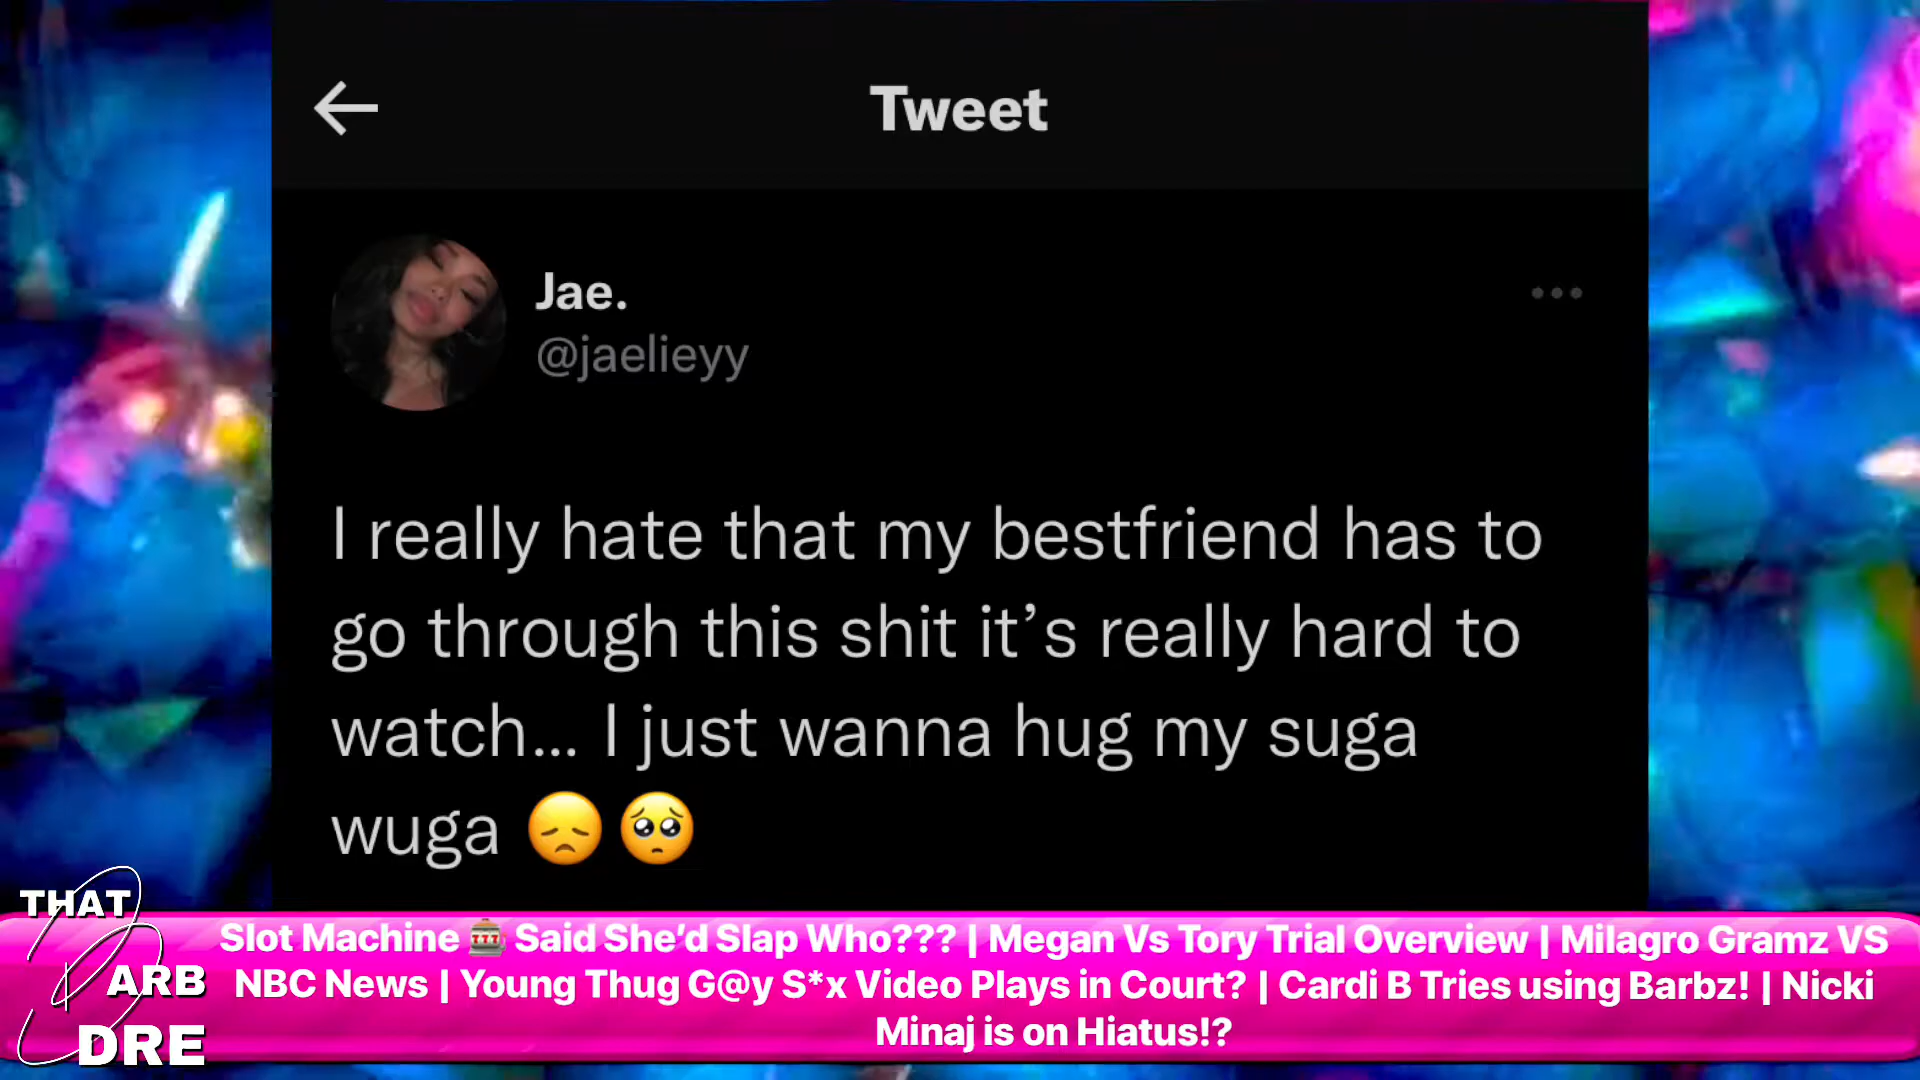 Tweet
Jae.
@jaelieyy
I really hate that my bestfriend has to
go through this shit it’s really hard to
watch... I just wanna hug my suga
wuga 😞🥺
THAT
BARB
DRE
Slot Machine 🎰 Said She’d Slap Who??? | Megan Vs Tory Trial Overview | Milagro Gramz VS
NBC News | Young Thug G@y S*x Video Plays in Court? | Cardi B Tries using Barbz! | Nicki
Minaj is on Hiatus!?